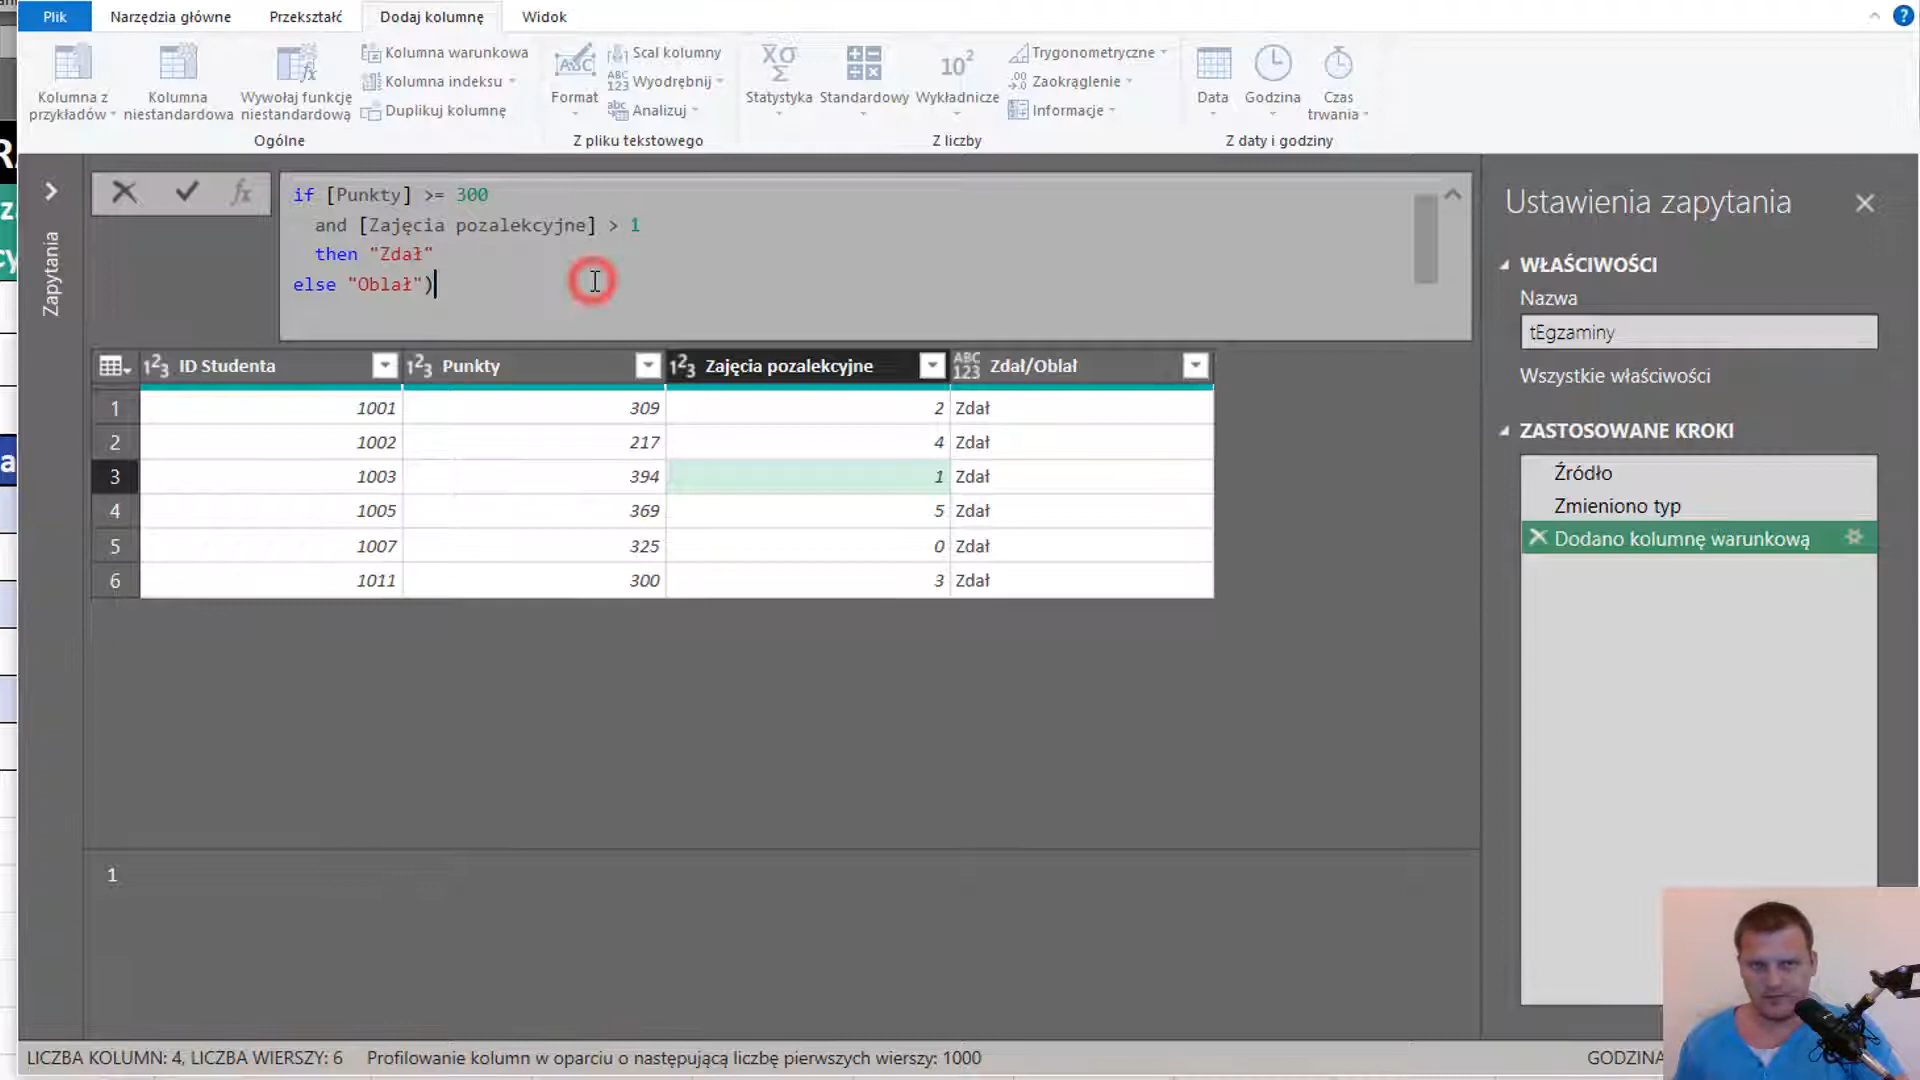 Plik Narzędzia główne Przekształć Dodaj kolumnę Widok
Kolumna z przykładów
Kolumna niestandardowa
Wywołaj funkcję niestandardową
Kolumna warunkowa
Kolumna indeksu
Duplikuj kolumnę
Ogólne
Format
Scal kolumny
Wyodrębnij
Analizuj
Z pliku tekstowego
Statystyka
Standardowy
Wykładnicze
Trygonometryczne
Zaokrąglenie
Informacje
Z liczby
Data
Godzina
Czas trwania
Z daty i godziny
Zapytania
if [Punkty] >= 300
and [Zajęcia pozalekcyjne] > 1
then "Zdał"
else "Oblał")
ID Studenta Punkty Zajęcia pozalekcyjne Zdał/Oblał
1 1001 309 2 Zdał
2 1002 217 4 Zdał
3 1003 394 1 Zdał
4 1005 369 5 Zdał
5 1007 325 0 Zdał
6 1011 300 3 Zdał
1
Ustawienia zapytania
WŁAŚCIWOŚCI
Nazwa
tEgzaminy
Wszystkie właściwości
ZASTOSOWANE KROKI
Źródło
Zmieniono typ
Dodano kolumnę warunkową
LICZBA KOLUMN: 4, LICZBA WIERSZY: 6 Profilowanie kolumn w oparciu o następującą liczbę pierwszych wierszy: 1000